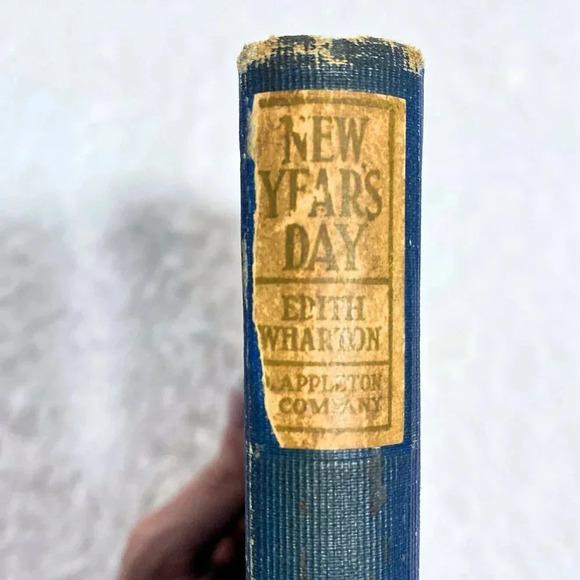 NEW
YEAR'S
DAY
EDITH
WHARTON
APPLETON
COMPANY